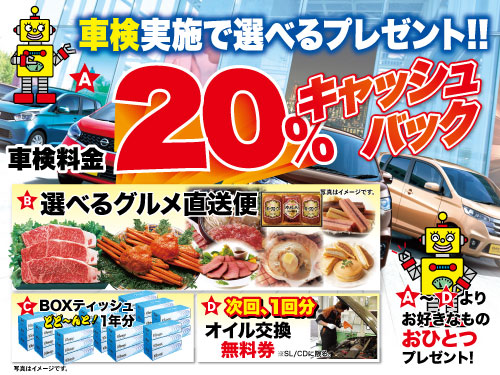 車検実施で選べるプレゼント!!
A
車検料金
20%
キャッシュ
バック
B
選べるグルメ直送便
写真はイメージです。
C
BOXティッシュ
どど〜んと!1年分
写真はイメージです。
D
次回、1回分
オイル交換
無料券
※SL/CDに限る。
A〜Dより
お好きなもの
おひとつ
プレゼント!